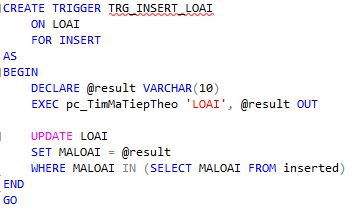 CREATE TRIGGER TRG_INSERT_LOAI
ON LOAI
FOR INSERT
AS
BEGIN
DECLARE @result VARCHAR(10)
EXEC pc_TimMaTiepTheo 'LOAI', @result OUT
UPDATE LOAI
SET MALOAI = @result
WHERE MALOAI IN (SELECT MALOAI FROM inserted)
END
GO